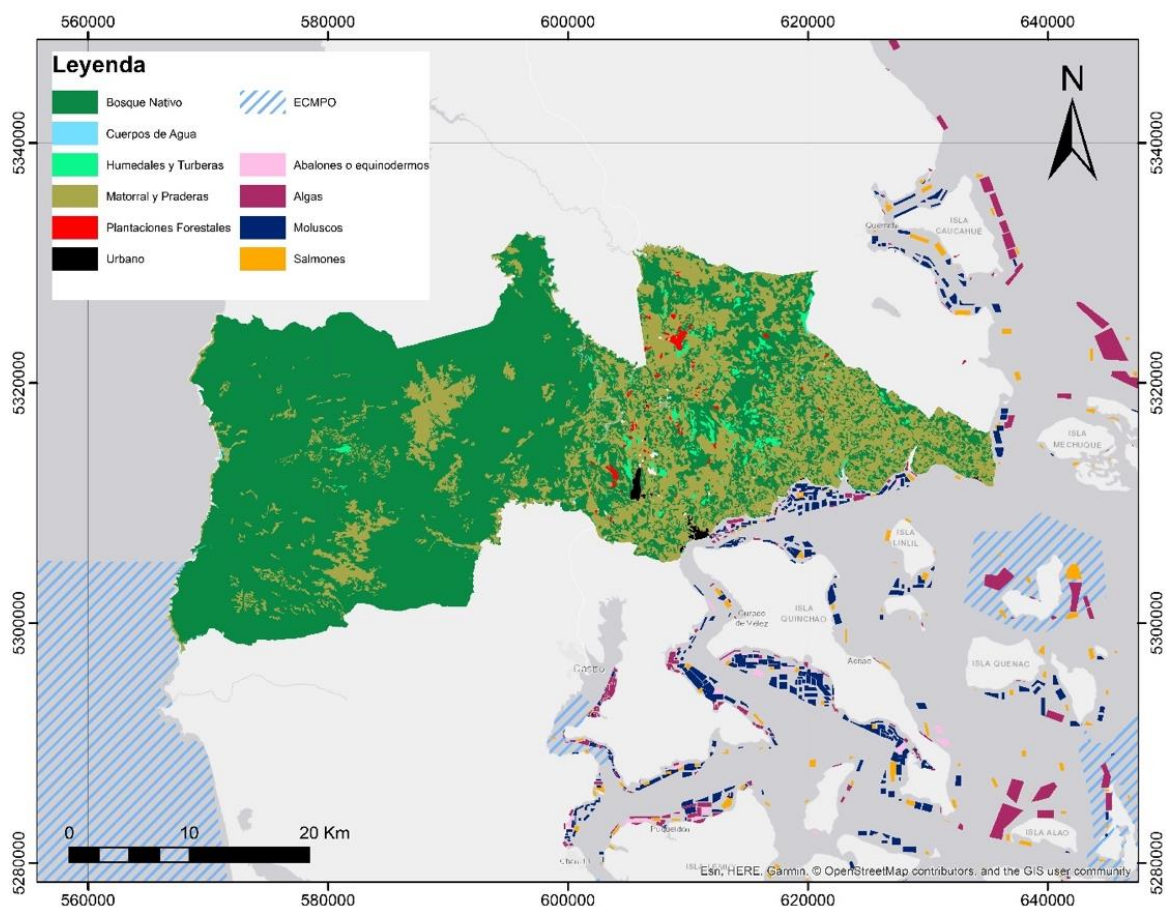 560000 580000 600000 620000 640000
Leyenda
Bosque Nativo
ECMPO
Cuerpos de Agua
Humedales y Turberas
Abalones o equinodermos
Matorral y Praderas
Algas
Plantaciones Forestales
Moluscos
Urbano
Salmones
N
5340000 5340000
ISLA
CAUCAHUE
Quemchi
5320000 5320000
ISLA
MECHUQUE
ISLA
LINLIL
5300000 5300000
Curaco
de Vélez
ISLA
QUINCHAO
ISLA QUENAC
Achao
Castro
0 10 20 Km
Puqueldón
ISLA ALAO
5280000 5280000
Esri, HERE, Garmin, © OpenStreetMap contributors, and the GIS user community
560000 580000 600000 620000 640000